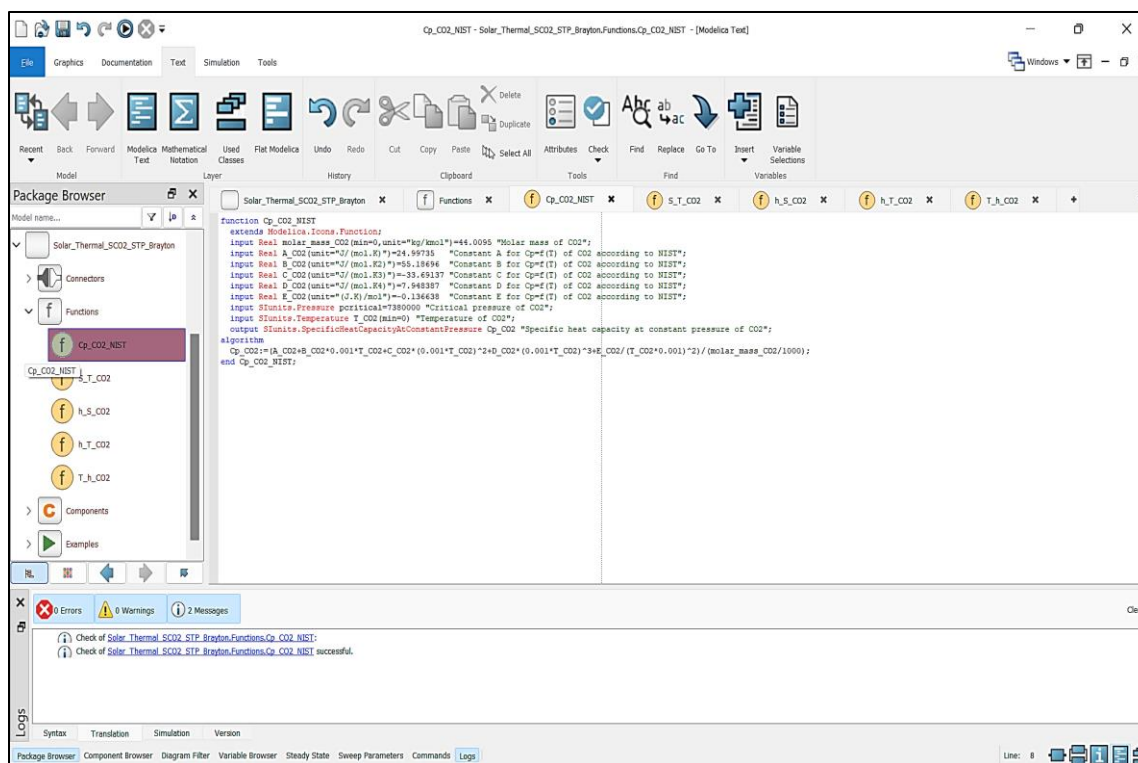 Cp_CO2_NIST - Solar_Thermal_SCO2_STP_Brayton.Functions.Cp_CO2_NIST - [Modelica Text]
File Graphics Documentation Text Simulation Tools
Windows
Delete
Duplicate
Select All
Recent Back Forward Modelica Text Mathematical Notation Used Classes Flat Modelica Undo Redo Cut Copy Paste Attributes Check Find Replace Go To Insert Variable Selections
Model Layer History Clipboard Tools Find Variables
Package Browser
Model name...
Solar_Thermal_SCO2_STP_Brayton
Connectors
Functions
Cp_CO2_NIST
Cp_CO2_NIST
S_T_CO2
h_S_CO2
h_T_CO2
T_h_CO2
Components
Examples
Solar_Thermal_SCO2_STP_Brayton Functions Cp_CO2_NIST S_T_CO2 h_S_CO2 h_T_CO2 T_h_CO2
function Cp_CO2_NIST
extends Modelica.Icons.Function;
input Real molar_mass_CO2(min=0,unit="kg/kmol")=44.0095 "Molar mass of CO2";
input Real A_CO2(unit="J/(mol.K)")=24.99735 "Constant A for Cp=f(T) of CO2 according to NIST";
input Real B_CO2(unit="J/(mol.K2)")=55.18696 "Constant B for Cp=f(T) of CO2 according to NIST";
input Real C_CO2(unit="J/(mol.K3)")=-33.69137 "Constant C for Cp=f(T) of CO2 according to NIST";
input Real D_CO2(unit="J/(mol.K4)")=7.948387 "Constant D for Cp=f(T) of CO2 according to NIST";
input Real E_CO2(unit="(J.K)/mol")=-0.136638 "Constant E for Cp=f(T) of CO2 according to NIST";
input SIunits.Pressure pcritical=7380000 "Critical pressure of CO2";
input SIunits.Temperature T_CO2(min=0) "Temperature of CO2";
output SIunits.SpecificHeatCapacityAtConstantPressure Cp_CO2 "Specific heat capacity at constant pressure of CO2";
algorithm
Cp_CO2:=(A_CO2+B_CO2*0.001*T_CO2+C_CO2*(0.001*T_CO2)^2+D_CO2*(0.001*T_CO2)^3+E_CO2/(T_CO2*0.001)^2)/(molar_mass_CO2/1000);
end Cp_CO2_NIST;
0 Errors 0 Warnings 2 Messages
Cle
Check of Solar_Thermal_SCO2_STP_Brayton.Functions.Cp_CO2_NIST:
Check of Solar_Thermal_SCO2_STP_Brayton.Functions.Cp_CO2_NIST successful.
Logs
Syntax Translation Simulation Version
Package Browser Component Browser Diagram Filter Variable Browser Steady State Sweep Parameters Commands Logs
Line: 8